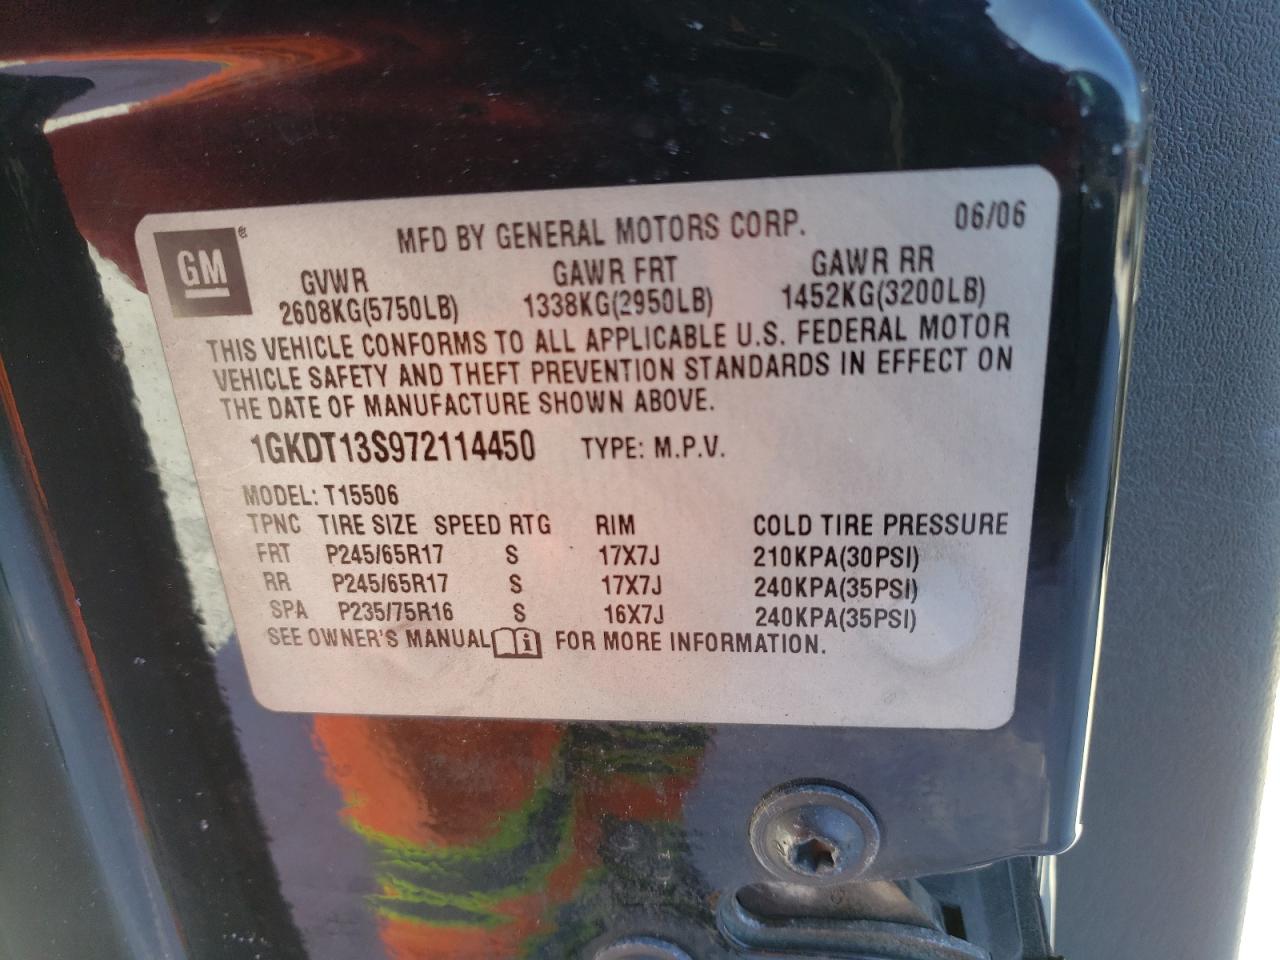 GM ®
MFD BY GENERAL MOTORS CORP. 06/06
GVWR GAWR FRT GAWR RR
2608KG(5750LB) 1338KG(2950LB) 1452KG(3200LB)
THIS VEHICLE CONFORMS TO ALL APPLICABLE U.S. FEDERAL MOTOR
VEHICLE SAFETY AND THEFT PREVENTION STANDARDS IN EFFECT ON
THE DATE OF MANUFACTURE SHOWN ABOVE.
1GKDT13S972114450 TYPE: M.P.V.
MODEL: T15506
TPNC TIRE SIZE SPEED RTG RIM COLD TIRE PRESSURE
FRT P245/65R17 S 17X7J 210KPA(30PSI)
RR P245/65R17 S 17X7J 240KPA(35PSI)
SPA P235/75R16 S 16X7J 240KPA(35PSI)
SEE OWNER'S MANUAL i FOR MORE INFORMATION.